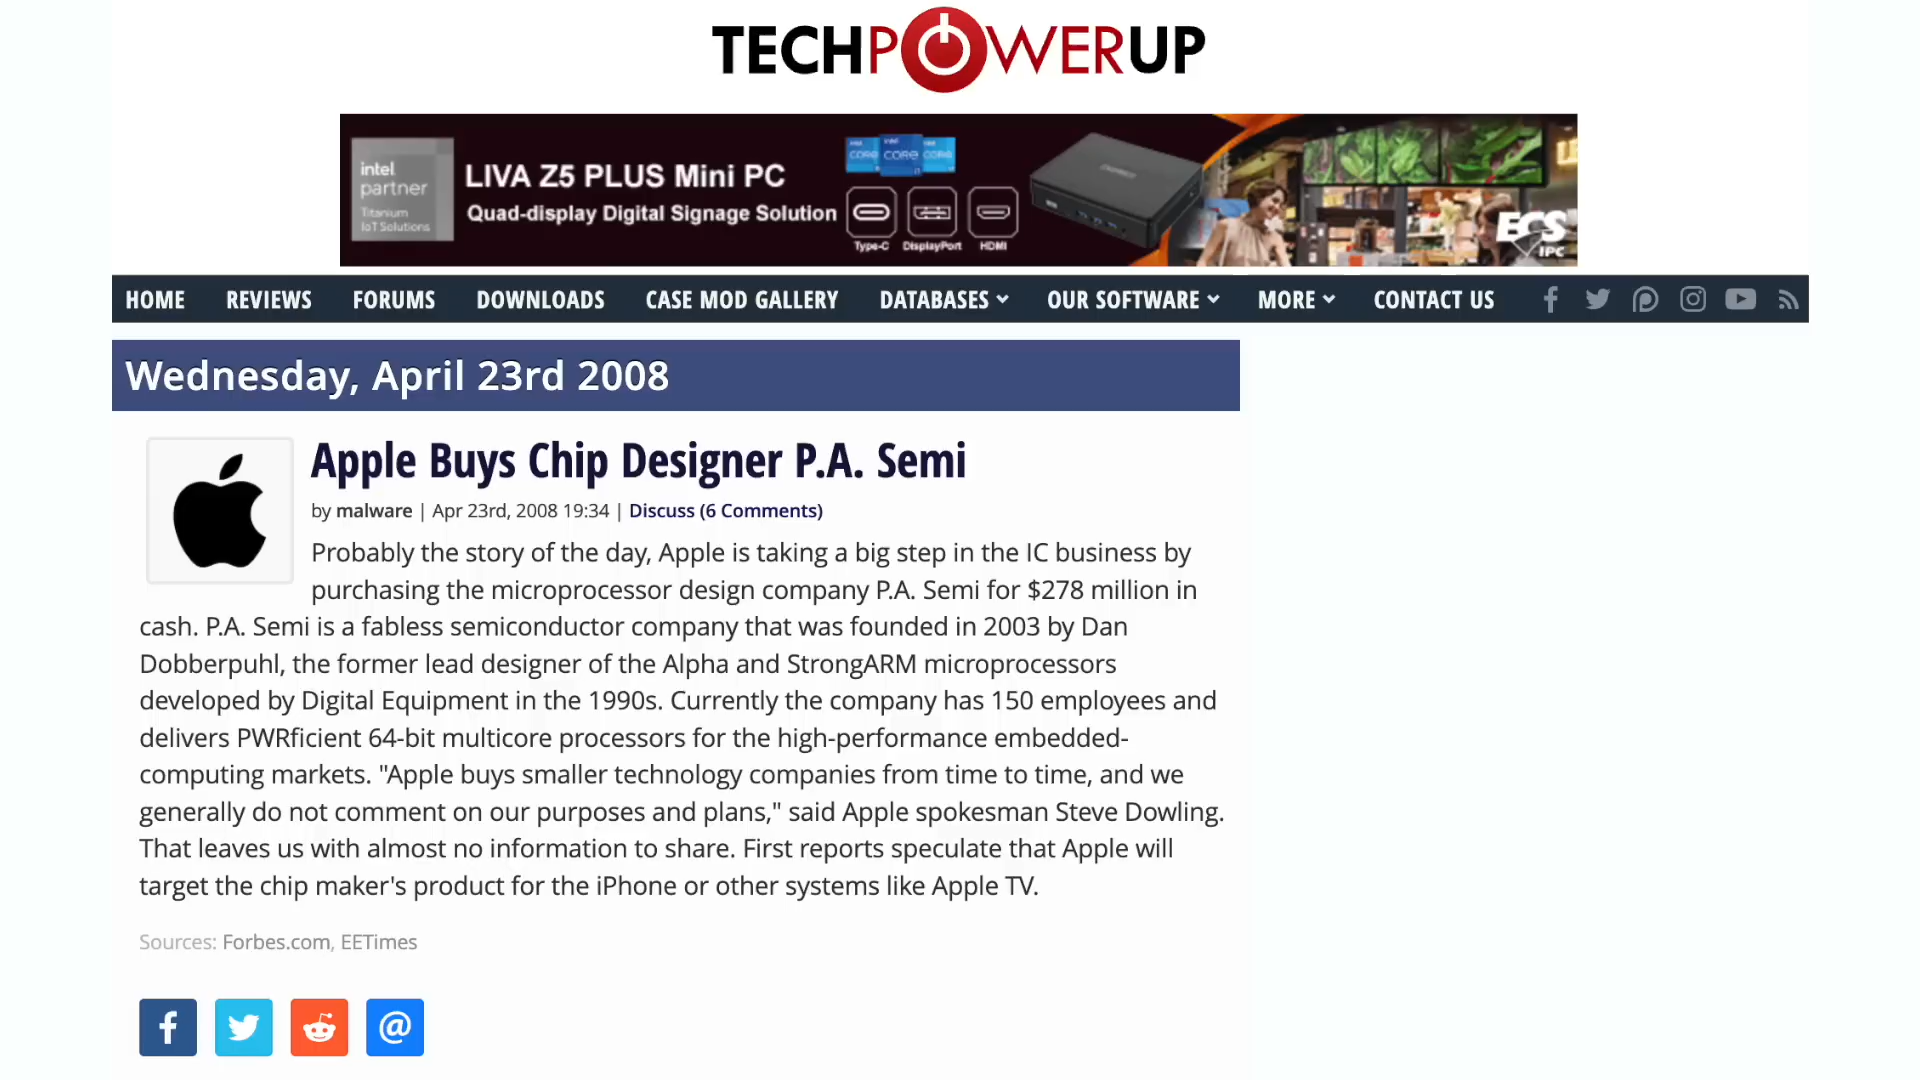 TECHPOWERUP
intel
partner
Titanium
IoT Solutions
LIVA Z5 PLUS Mini PC
Quad-display Digital Signage Solution
CORE CORE CORE
Type-C DisplayPort HDMI
ECS
IPC
HOME REVIEWS FORUMS DOWNLOADS CASE MOD GALLERY DATABASES OUR SOFTWARE MORE CONTACT US
Wednesday, April 23rd 2008
Apple Buys Chip Designer P.A. Semi
by malware | Apr 23rd, 2008 19:34 | Discuss (6 Comments)
Probably the story of the day, Apple is taking a big step in the IC business by
purchasing the microprocessor design company P.A. Semi for $278 million in
cash. P.A. Semi is a fabless semiconductor company that was founded in 2003 by Dan
Dobberpuhl, the former lead designer of the Alpha and StrongARM microprocessors
developed by Digital Equipment in the 1990s. Currently the company has 150 employees and
delivers PWRficient 64-bit multicore processors for the high-performance embedded-
computing markets. "Apple buys smaller technology companies from time to time, and we
generally do not comment on our purposes and plans," said Apple spokesman Steve Dowling.
That leaves us with almost no information to share. First reports speculate that Apple will
target the chip maker's product for the iPhone or other systems like Apple TV.
Sources: Forbes.com, EETimes